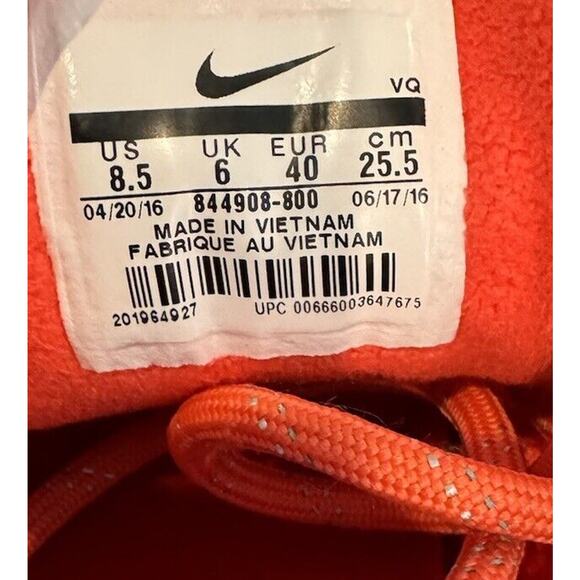 VQ
US UK EUR cm
8.5 6 40 25.5
04/20/16 844908-800 06/17/16
MADE IN VIETNAM
FABRIQUE AU VIETNAM
201964927 UPC 00666003647675